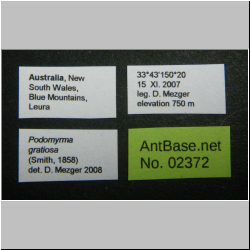 Australia, New
South Wales,
Blue Mountains,
Leura
33°43'150°20
15 XI. 2007
leg. D. Mezger
elevation 750 m
Podomyrma
gratiosa
(Smith, 1858)
det. D. Mezger 2008
AntBase.net
No. 02372